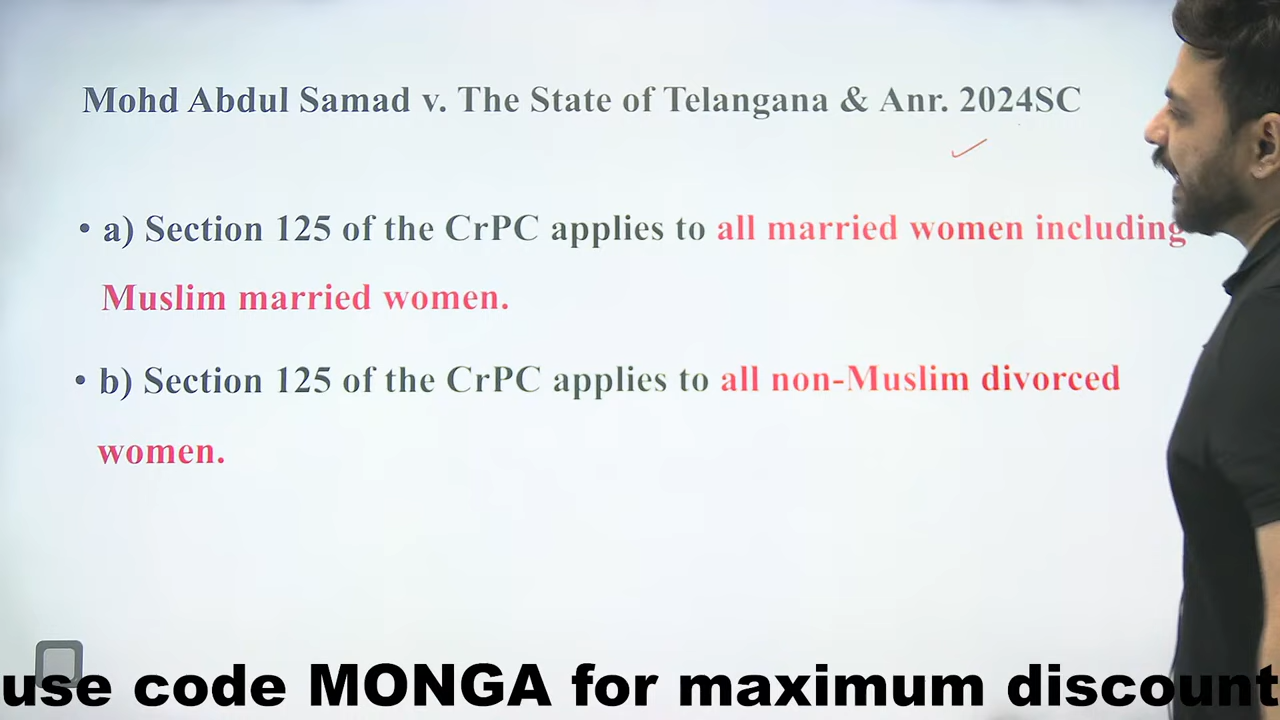 Mohd Abdul Samad v. The State of Telangana & Anr. 2024SC
• a) Section 125 of the CrPC applies to all married women including
Muslim married women.
• b) Section 125 of the CrPC applies to all non-Muslim divorced
women.
use code MONGA for maximum discount